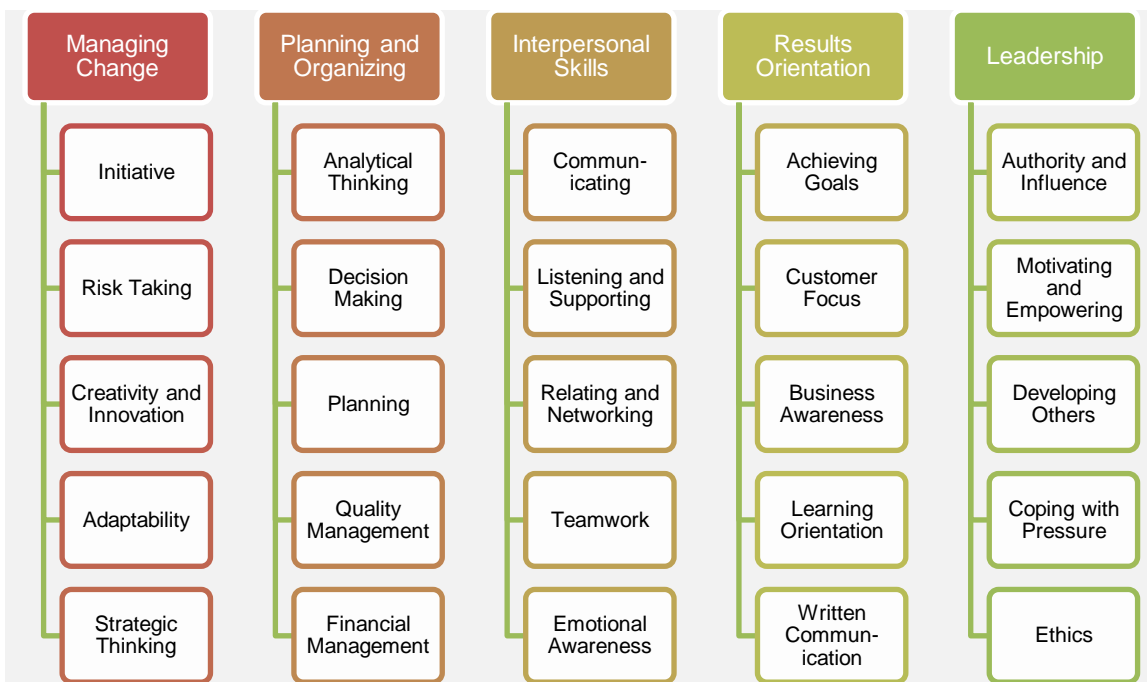 Managing
Change
Initiative
Risk Taking
Creativity and
Innovation
Adaptability
Strategic
Thinking
Planning and
Organizing
Analytical
Thinking
Decision
Making
Planning
Quality
Management
Financial
Management
Interpersonal
Skills
Commun-
icating
Listening and
Supporting
Relating and
Networking
Teamwork
Emotional
Awareness
Results
Orientation
Achieving
Goals
Customer
Focus
Business
Awareness
Learning
Orientation
Written
Commun-
ication
Leadership
Authority and
Influence
Motivating
and
Empowering
Developing
Others
Coping with
Pressure
Ethics